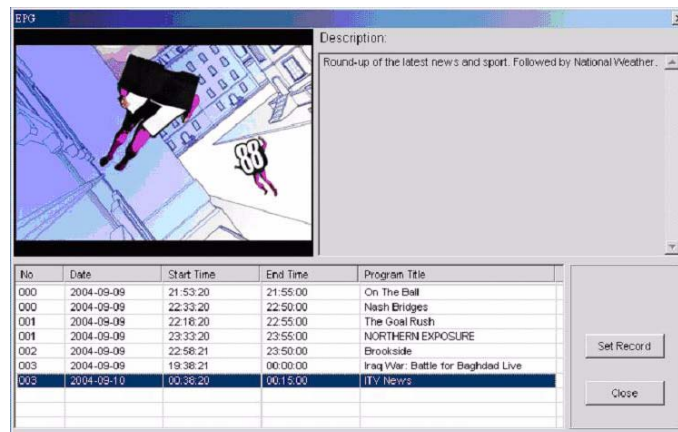 EPG
Description:
Round-up of the latest news and sport. Followed by National Weather.
88
No Date Start Time End Time Program Title
000 2004-09-09 21:53:20 21:55:00 On The Ball
000 2004-09-09 22:33:20 22:50:00 Nash Bridges
001 2004-09-09 22:18:20 22:55:00 The Goal Rush
001 2004-09-09 23:33:20 23:55:00 NORTHERN EXPOSURE
002 2004-09-09 22:58:21 23:50:00 Brookside
003 2004-09-09 19:38:21 00:00:00 Iraq War: Battle for Baghdad Live
003 2004-09-10 00:38:20 00:15:00 ITV News
Set Record
Close